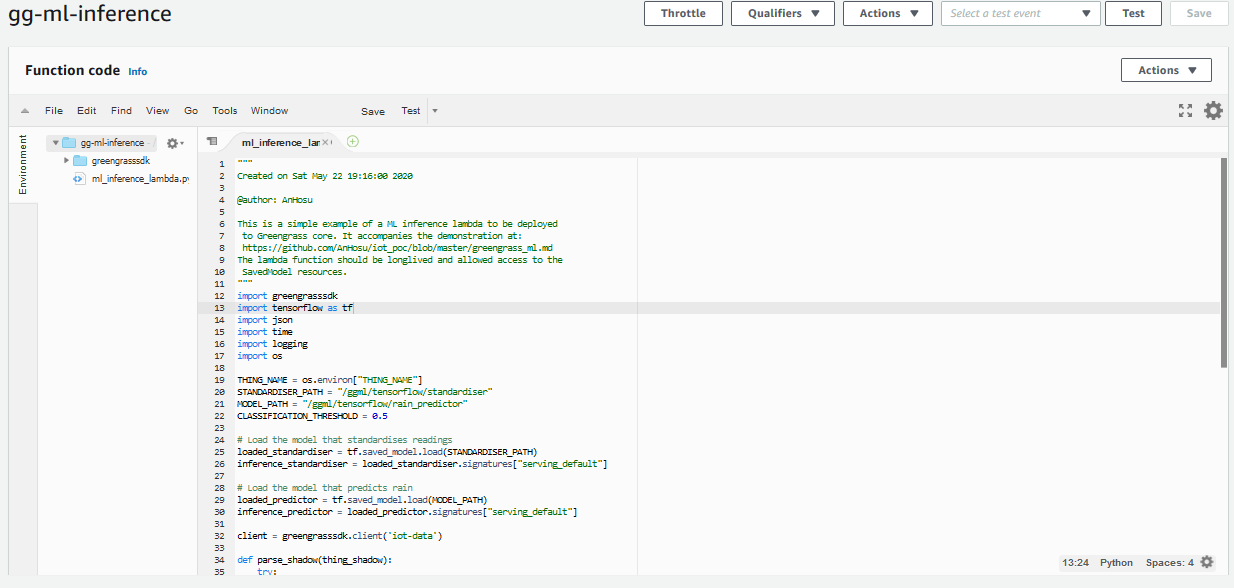 gg-ml-inference
Throttle
Qualifiers
Actions
Select a test event
Test
Save
Function code Info
Actions
File Edit Find View Go Tools Window Save Test
Environment
gg-ml-inference - /
greengrasssdk
ml_inference_lambda.py
ml_inference_lar
1 """
2 Created on Sat May 22 19:16:00 2020
3
4 @author: AnHosu
5
6 This is a simple example of a ML inference lambda to be deployed
7  to Greengrass core. It accompanies the demonstration at:
8  https://github.com/AnHosu/iot_poc/blob/master/greengrass_ml.md
9 The lambda function should be longlived and allowed access to the
10  SavedModel resources.
11 """
12 import greengrasssdk
13 import tensorflow as tf
14 import json
15 import time
16 import logging
17 import os
18
19 THING_NAME = os.environ["THING_NAME"]
20 STANDARDISER_PATH = "/ggml/tensorflow/standardiser"
21 MODEL_PATH = "/ggml/tensorflow/rain_predictor"
22 CLASSIFICATION_THRESHOLD = 0.5
23
24 # Load the model that standardises readings
25 loaded_standardiser = tf.saved_model.load(STANDARDISER_PATH)
26 inference_standardiser = loaded_standardiser.signatures["serving_default"]
27
28 # Load the model that predicts rain
29 loaded_predictor = tf.saved_model.load(MODEL_PATH)
30 inference_predictor = loaded_predictor.signatures["serving_default"]
31
32 client = greengrasssdk.client('iot-data')
33
34 def parse_shadow(thing_shadow):
35     try:
13:24 Python Spaces: 4